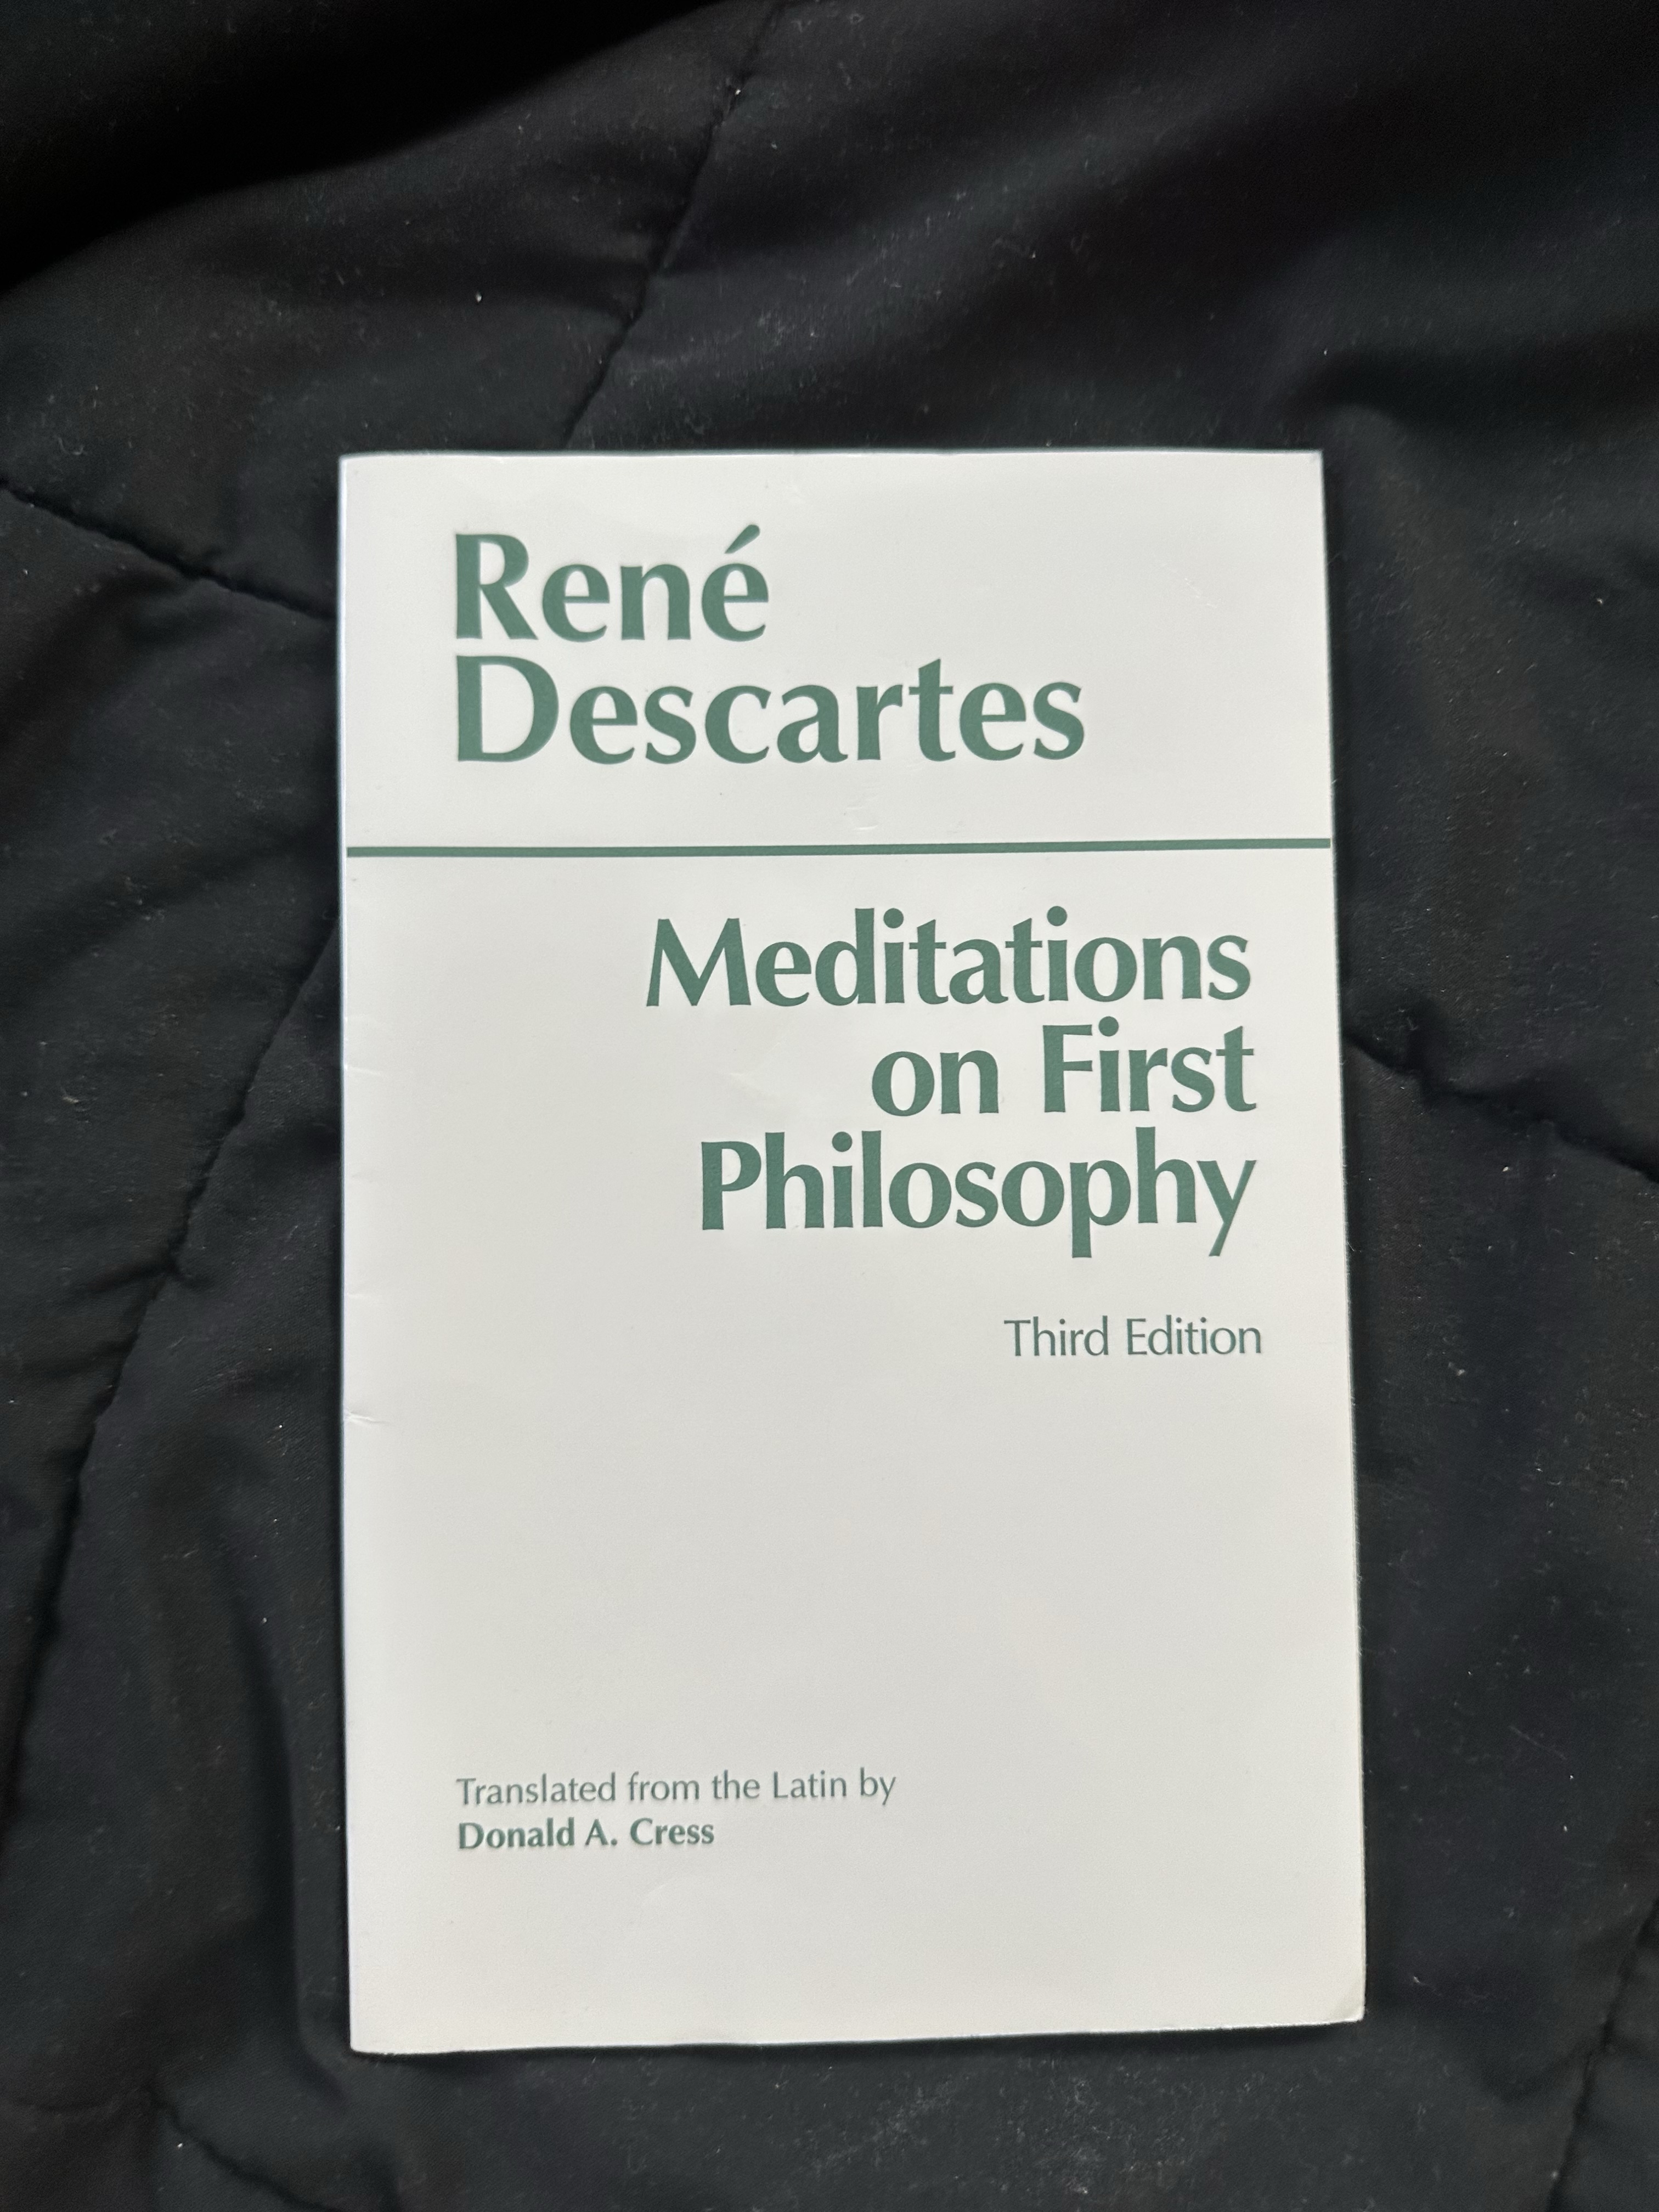 René
Descartes
Meditations
on First
Philosophy
Third Edition
Translated from the Latin by
Donald A. Cress